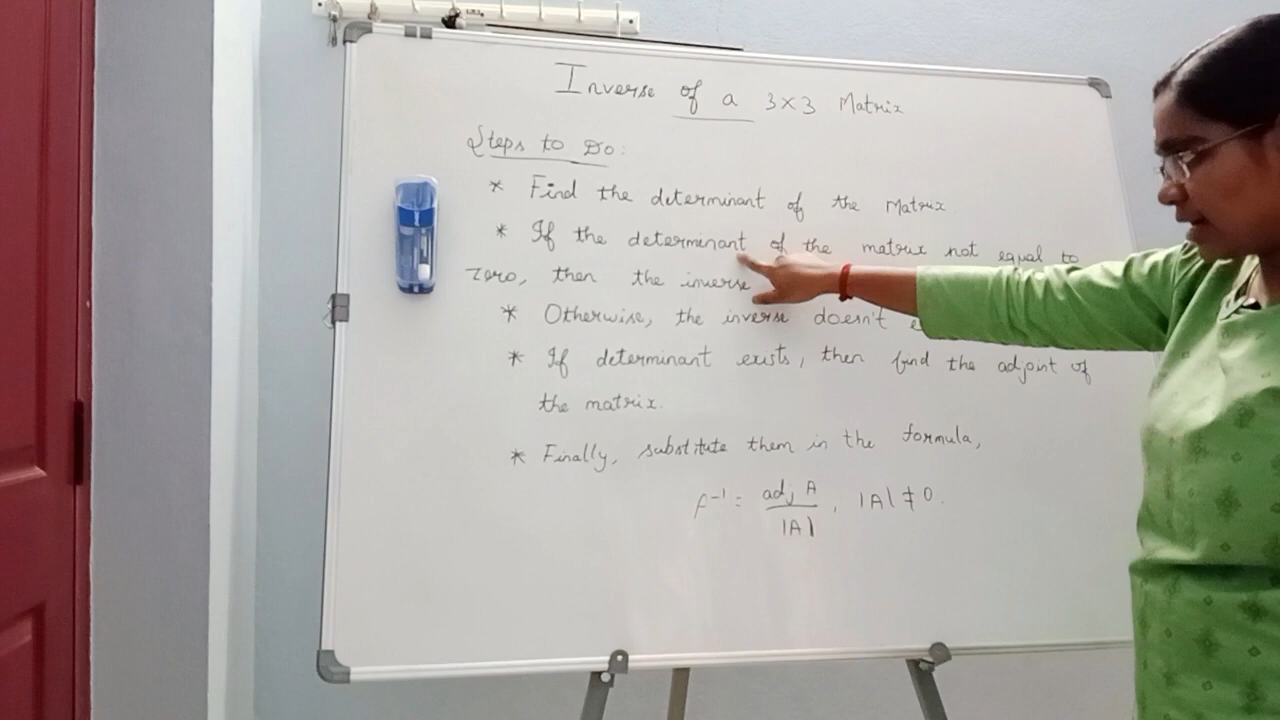 Inverse of a 3×3 Matrix
Steps to Do:
* Find the determinant of the Matrix
* If the determinant of the matrix not equal to
zero, then the inverse
* Otherwise, the inverse doesn't
* If determinant exists, then find the adjoint of
the matrix.
* Finally, substitute them in the formula,
A⁻¹ = adj A / |A| , |A| ≠ 0.